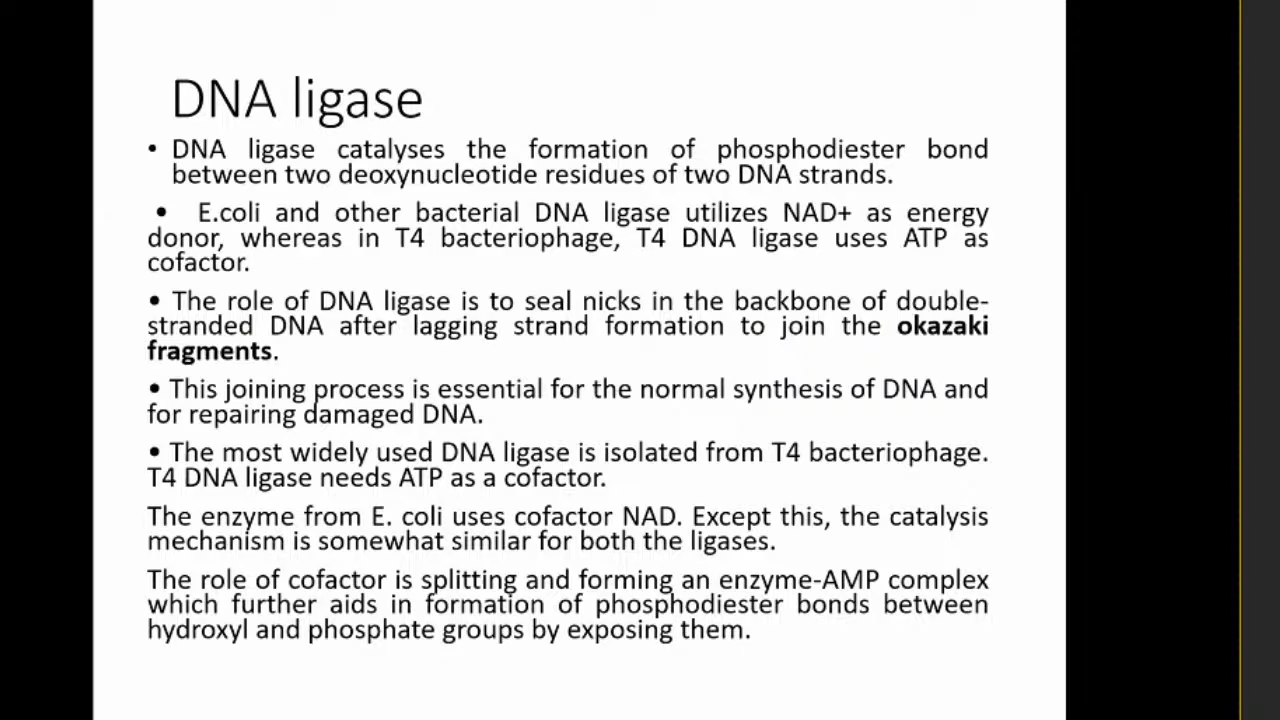 DNA ligase
• DNA ligase catalyses the formation of phosphodiester bond
between two deoxynucleotide residues of two DNA strands.
• E.coli and other bacterial DNA ligase utilizes NAD+ as energy
donor, whereas in T4 bacteriophage, T4 DNA ligase uses ATP as
cofactor.
• The role of DNA ligase is to seal nicks in the backbone of double-
stranded DNA after lagging strand formation to join the okazaki
fragments.
• This joining process is essential for the normal synthesis of DNA and
for repairing damaged DNA.
• The most widely used DNA ligase is isolated from T4 bacteriophage.
T4 DNA ligase needs ATP as a cofactor.
The enzyme from E. coli uses cofactor NAD. Except this, the catalysis
mechanism is somewhat similar for both the ligases.
The role of cofactor is splitting and forming an enzyme-AMP complex
which further aids in formation of phosphodiester bonds between
hydroxyl and phosphate groups by exposing them.